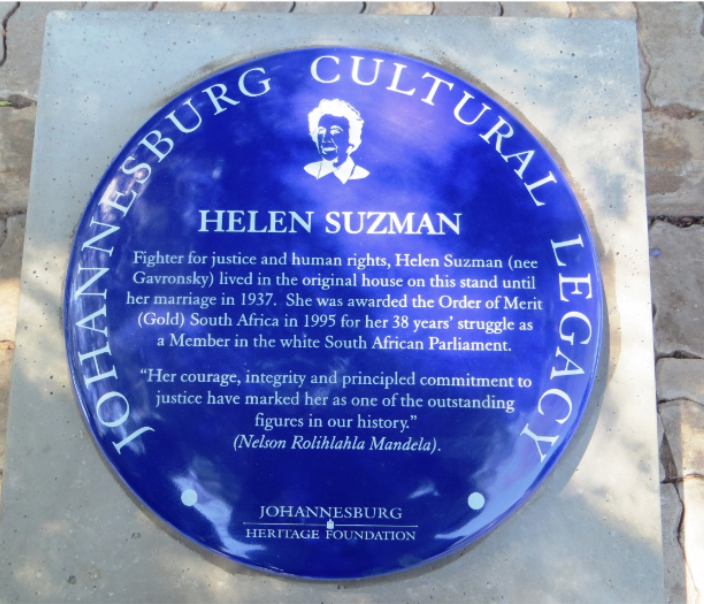 JOHANNESBURG CULTURAL LEGACY
HELEN SUZMAN
Fighter for justice and human rights, Helen Suzman (nee
Gavronsky) lived in the original house on this stand until
her marriage in 1937. She was awarded the Order of Merit
(Gold) South Africa in 1995 for her 38 years' struggle as
a Member in the white South African Parliament.
"Her courage, integrity and principled commitment to
justice have marked her as one of the outstanding
figures in our history."
(Nelson Rolihlahla Mandela).
JOHANNESBURG
HERITAGE FOUNDATION